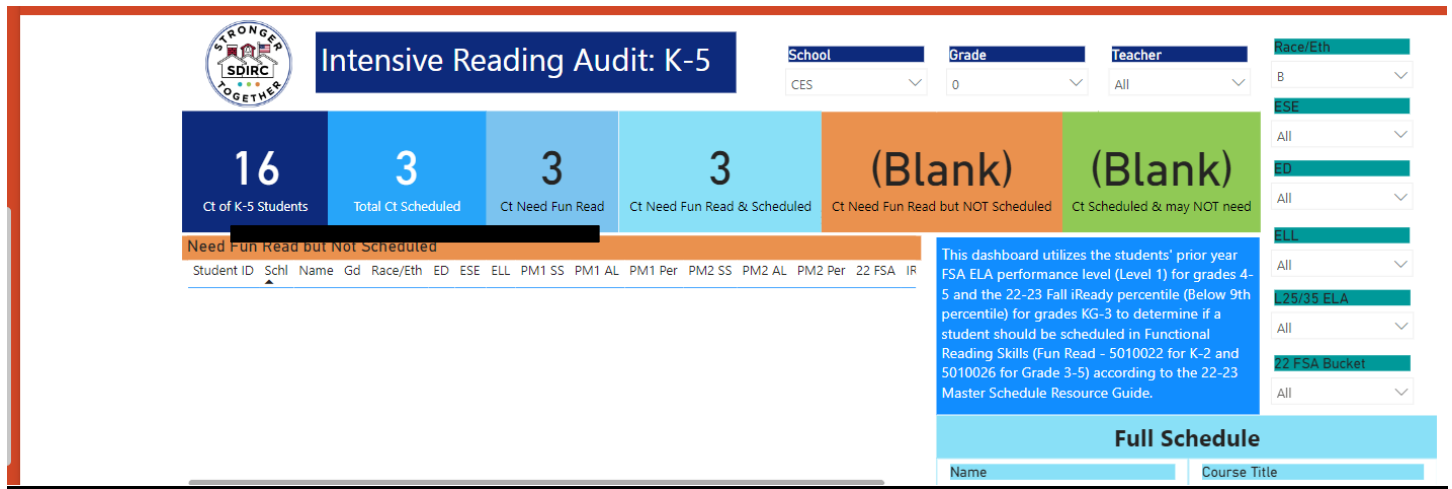 STRONGER
SDIRC
TOGETHER
Intensive Reading Audit: K-5
School
CES
Grade
0
Teacher
All
Race/Eth
B
ESE
All
ED
All
ELL
All
L25/35 ELA
All
22 FSA Bucket
All
16
Ct of K-5 Students
3
Total Ct Scheduled
3
Ct Need Fun Read
3
Ct Need Fun Read & Scheduled
(Blank)
Ct Need Fun Read but NOT Scheduled
(Blank)
Ct Scheduled & may NOT need
Need Fun Read but Not Scheduled
Student ID Schl Name Gd Race/Eth ED ESE ELL PM1 SS PM1 AL PM1 Per PM2 SS PM2 AL PM2 Per 22 FSA IR
This dashboard utilizes the students' prior year
FSA ELA performance level (Level 1) for grades 4-
5 and the 22-23 Fall iReady percentile (Below 9th
percentile) for grades KG-3 to determine if a
student should be scheduled in Functional
Reading Skills (Fun Read - 5010022 for K-2 and
5010026 for Grade 3-5) according to the 22-23
Master Schedule Resource Guide.
Full Schedule
Name Course Title